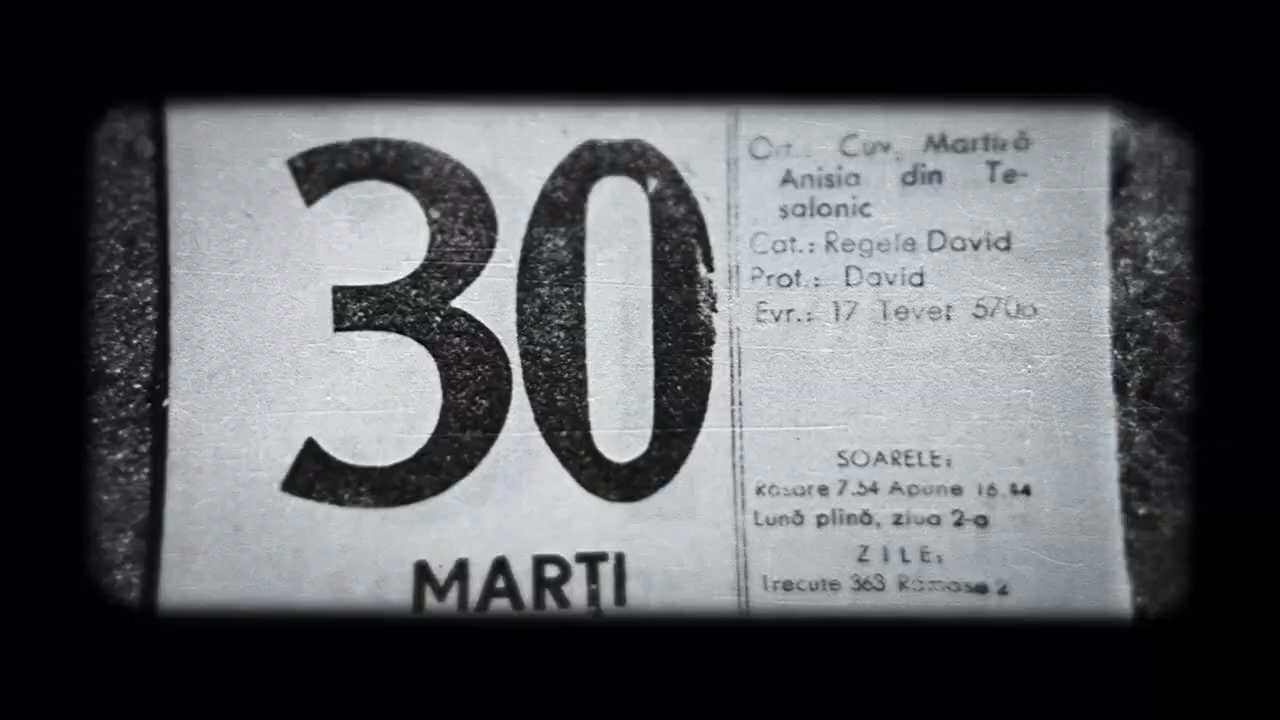 30
MARȚI
Ort.: Cuv. Martiră
Anisia din Te-
salonic
Cat.: Regele David
Prot.: David
Evr.: 17 Tevet
SOARELE:
Răsare 7.54 Apune 16.44
Lună plină, ziua 2-a
ZILE:
Trecute 363 Rămase 2